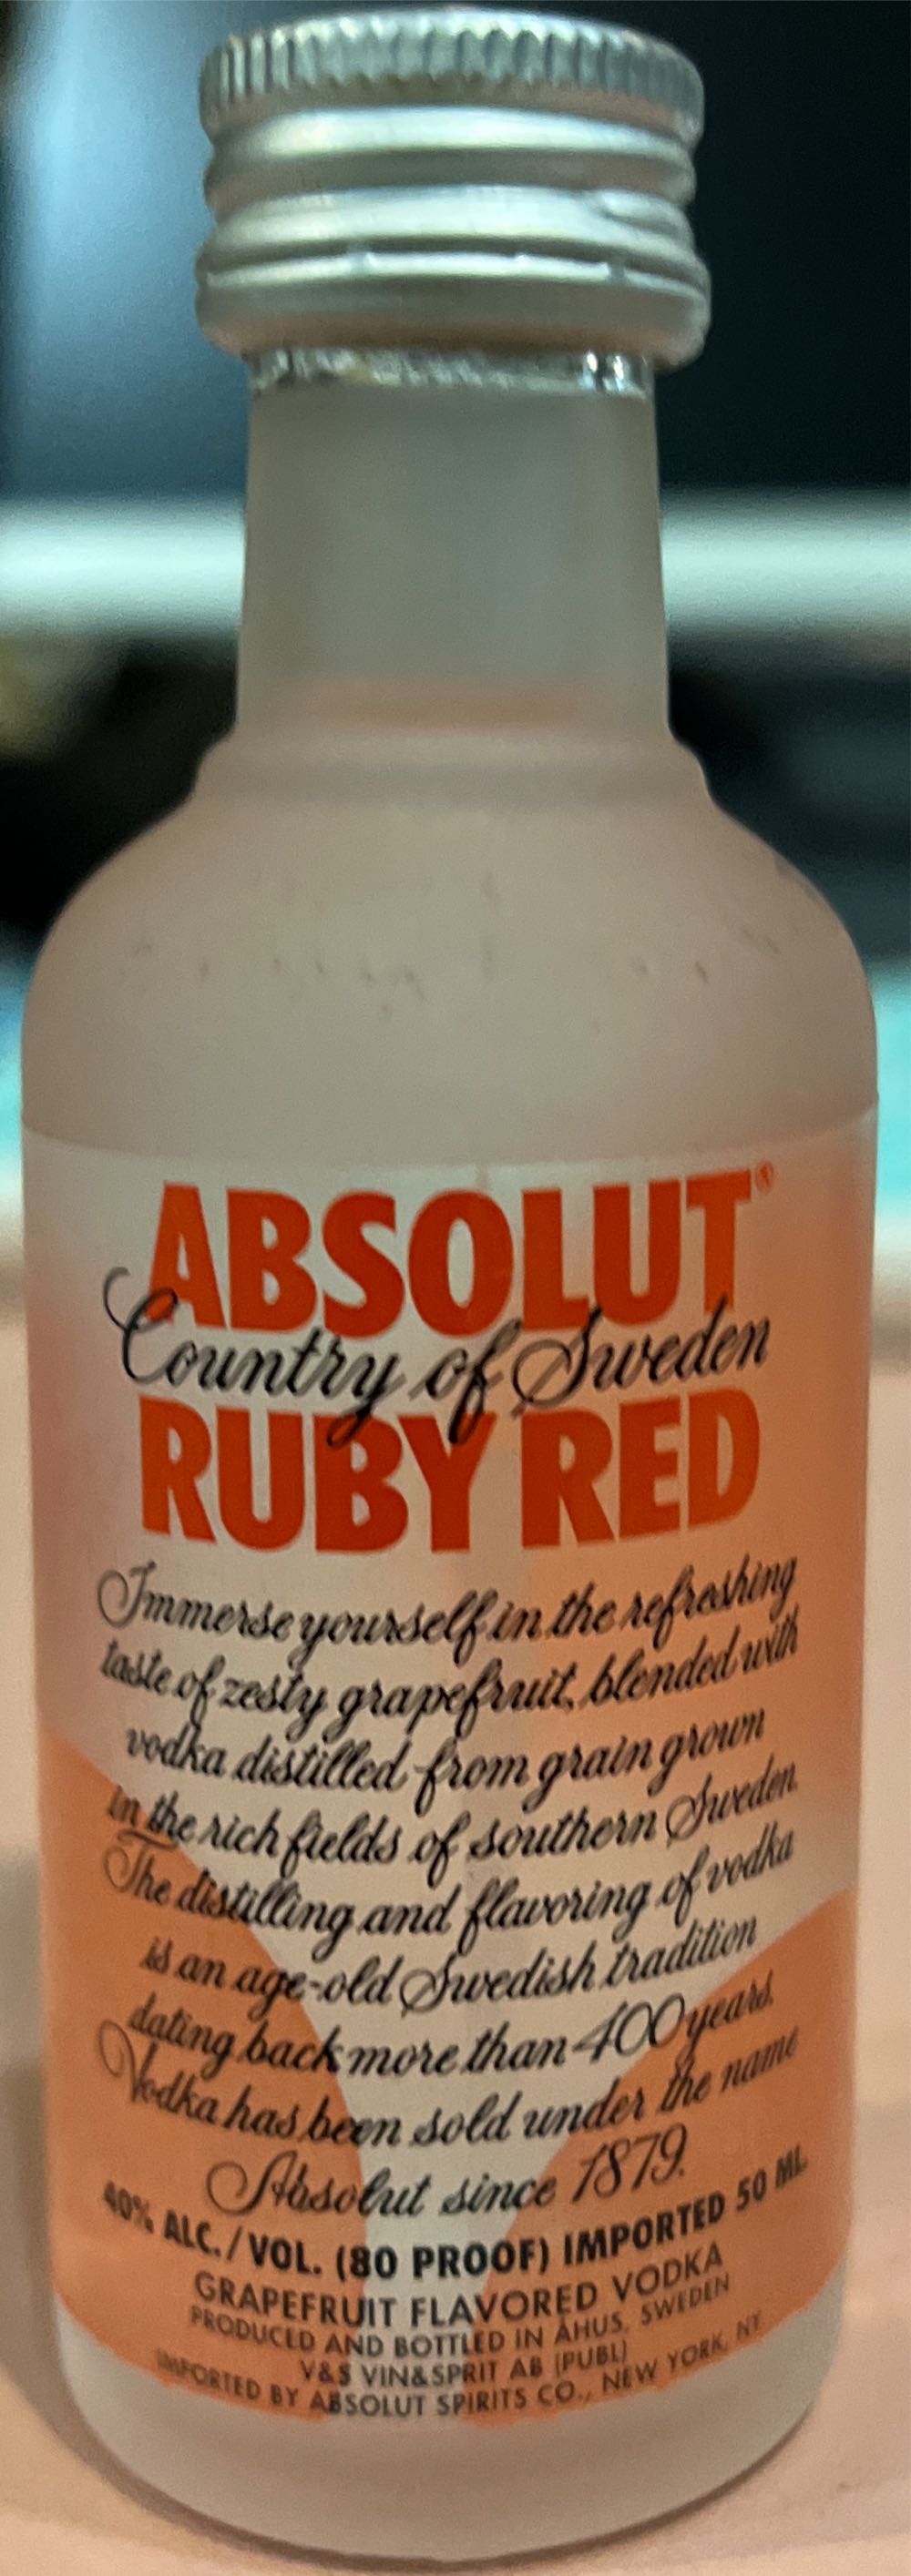 ABSOLUT®
Country of Sweden
RUBY RED
Immerse yourself in the refreshing
taste of zesty grapefruit, blended with
vodka distilled from grain grown
in the rich fields of southern Sweden.
The distilling and flavoring of vodka
is an age-old Swedish tradition
dating back more than 400 years.
Vodka has been sold under the name
Absolut since 1879.
40% ALC./VOL. (80 PROOF) IMPORTED 50 ML
GRAPEFRUIT FLAVORED VODKA
PRODUCED AND BOTTLED IN ÅHUS, SWEDEN
V&S VIN&SPRIT AB (PUBL)
IMPORTED BY ABSOLUT SPIRITS CO., NEW YORK, NY